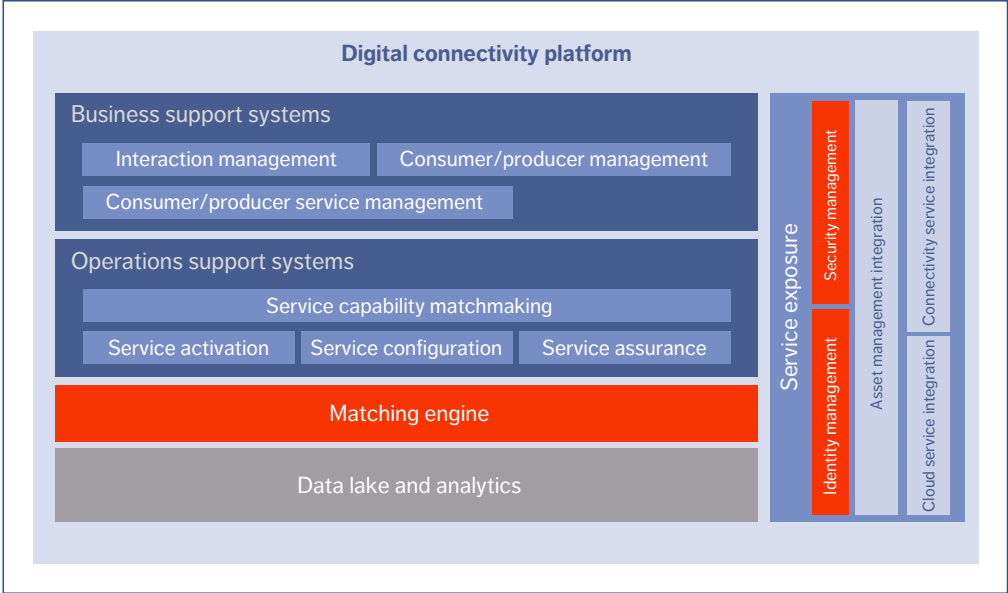 Digital connectivity platform
Business support systems
Interaction management
Consumer/producer management
Consumer/producer service management
Operations support systems
Service capability matchmaking
Service activation
Service configuration
Service assurance
Matching engine
Data lake and analytics
Service exposure
Security management
Identity management
Asset management integration
Connectivity service integration
Cloud service integration